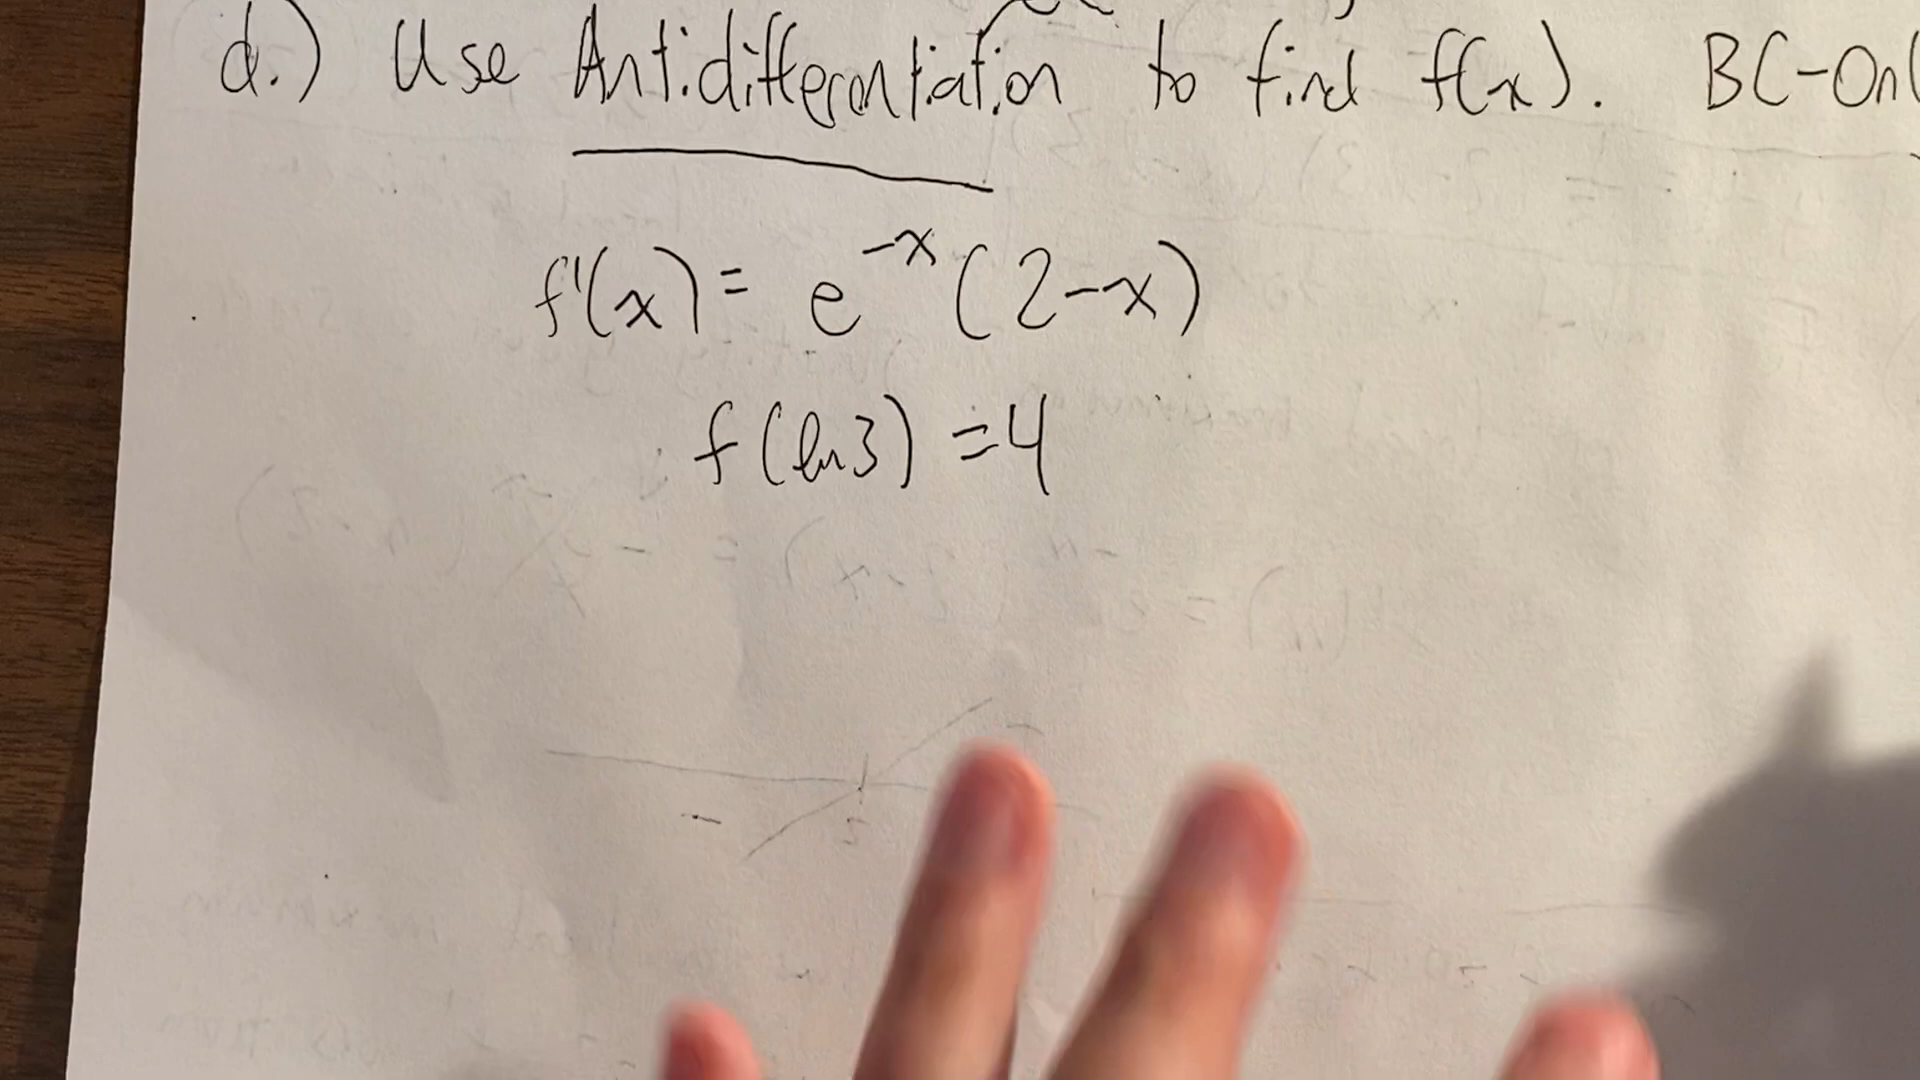 d.) Use Antidifferentiation to find f(x). BC-Onl
f'(x) = e^-x (2-x)
f(ln3) = 4